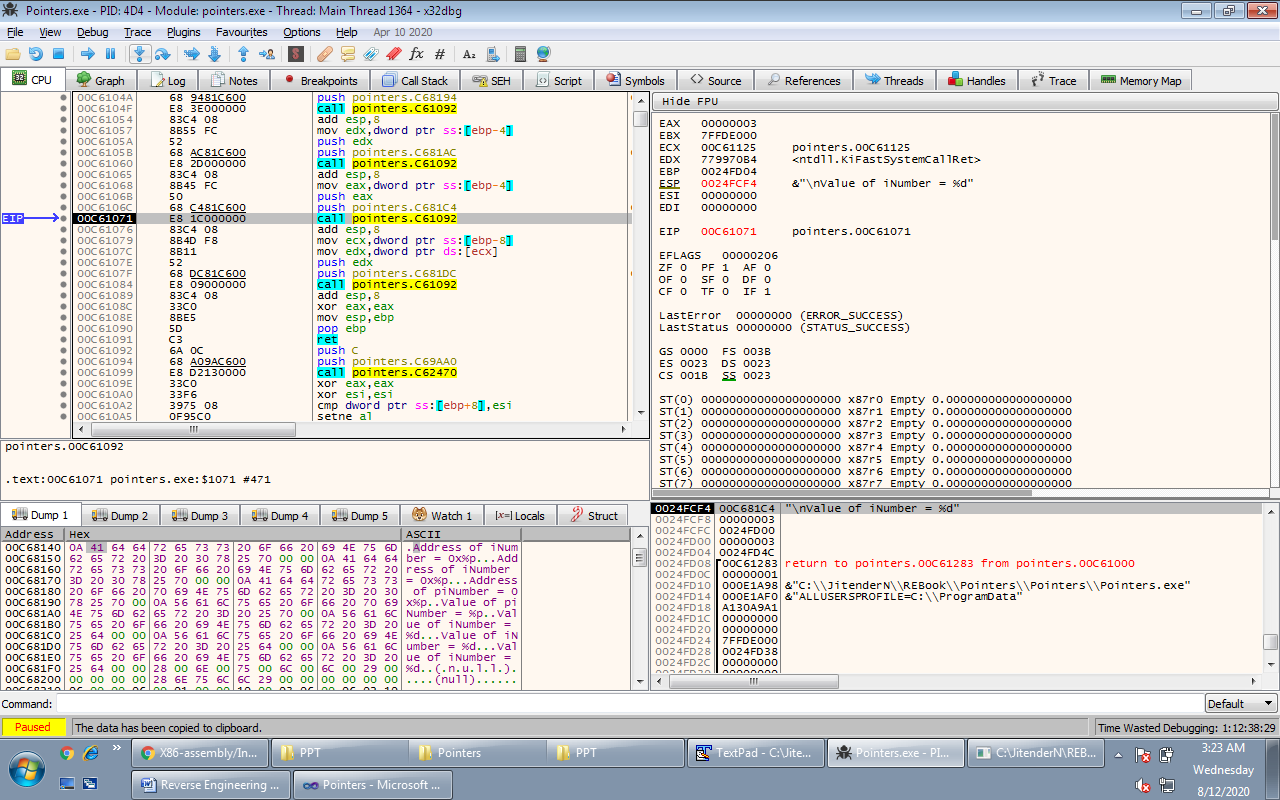 Pointers.exe - PID: 4D4 - Module: pointers.exe - Thread: Main Thread 1364 - x32dbg
File View Debug Trace Plugins Favourites Options Help Apr 10 2020
CPU Graph Log Notes Breakpoints Call Stack SEH Script Symbols Source References Threads Handles Trace Memory Map
00C6104A 68 9481C600 push pointers.C68194
00C6104F E8 3E000000 call pointers.C61092
00C61054 83C4 08 add esp,8
00C61057 8B55 FC mov edx,dword ptr ss:[ebp-4]
00C6105A 52 push edx
00C6105B 68 AC81C600 push pointers.C681AC
00C61060 E8 2D000000 call pointers.C61092
00C61065 83C4 08 add esp,8
00C61068 8B45 FC mov eax,dword ptr ss:[ebp-4]
00C6106B 50 push eax
00C6106C 68 C481C600 push pointers.C681C4
EIP 00C61071 E8 1C000000 call pointers.C61092
00C61076 83C4 08 add esp,8
00C61079 8B4D F8 mov ecx,dword ptr ss:[ebp-8]
00C6107C 8B11 mov edx,dword ptr ds:[ecx]
00C6107E 52 push edx
00C6107F 68 DC81C600 push pointers.C681DC
00C61084 E8 09000000 call pointers.C61092
00C61089 83C4 08 add esp,8
00C6108C 33C0 xor eax,eax
00C6108E 8BE5 mov esp,ebp
00C61090 5D pop ebp
00C61091 C3 ret
00C61092 6A 0C push C
00C61094 68 A09AC600 push pointers.C69AA0
00C61099 E8 D2130000 call pointers.C62470
00C6109E 33C0 xor eax,eax
00C610A0 33F6 xor esi,esi
00C610A2 3975 08 cmp dword ptr ss:[ebp+8],esi
00C610A5 0F95C0 setne al
Hide FPU
EAX 00000003
EBX 7FFDE000
ECX 00C61125 pointers.00C61125
EDX 779970B4 <ntdll.KiFastSystemCallRet>
EBP 0024FD04
ESP 0024FCF4 &"\nValue of iNumber = %d"
ESI 00000000
EDI 00000000
EIP 00C61071 pointers.00C61071
EFLAGS 00000206
ZF 0 PF 1 AF 0
OF 0 SF 0 DF 0
CF 0 TF 0 IF 1
LastError 00000000 (ERROR_SUCCESS)
LastStatus 00000000 (STATUS_SUCCESS)
GS 0000 FS 003B
ES 0023 DS 0023
CS 001B SS 0023
ST(0) 00000000000000000000 x87r0 Empty 0.000000000000000000
ST(1) 00000000000000000000 x87r1 Empty 0.000000000000000000
ST(2) 00000000000000000000 x87r2 Empty 0.000000000000000000
ST(3) 00000000000000000000 x87r3 Empty 0.000000000000000000
ST(4) 00000000000000000000 x87r4 Empty 0.000000000000000000
ST(5) 00000000000000000000 x87r5 Empty 0.000000000000000000
ST(6) 00000000000000000000 x87r6 Empty 0.000000000000000000
ST(7) 00000000000000000000 x87r7 Empty 0.000000000000000000
pointers.00C61092
.text:00C61071 pointers.exe:$1071 #471
Dump 1 Dump 2 Dump 3 Dump 4 Dump 5 Watch 1 Locals Struct
Address Hex ASCII
00C68140 0A 41 64 64 72 65 73 73 20 6F 66 20 69 4E 75 6D .Address of iNum
00C68150 62 65 72 20 3D 20 30 78 25 70 00 00 0A 41 64 64 ber = 0x%p...Add
00C68160 72 65 73 73 20 6F 66 20 69 4E 75 6D 62 65 72 20 ress of iNumber
00C68170 3D 20 30 78 25 70 00 00 0A 41 64 64 72 65 73 73 = 0x%p...Address
00C68180 20 6F 66 20 70 69 4E 75 6D 62 65 72 20 3D 20 30 of piNumber = 0
00C68190 78 25 70 00 0A 56 61 6C 75 65 20 6F 66 20 70 69 x%p..Value of pi
00C681A0 4E 75 6D 62 65 72 20 3D 20 25 70 00 0A 56 61 6C Number = %p..Val
00C681B0 75 65 20 6F 66 20 69 4E 75 6D 62 65 72 20 3D 20 ue of iNumber =
00C681C0 25 64 00 00 0A 56 61 6C 75 65 20 6F 66 20 69 4E %d...Value of iN
00C681D0 75 6D 62 65 72 20 3D 20 25 64 00 00 0A 56 61 6C umber = %d...Val
00C681E0 75 65 20 6F 66 20 69 4E 75 6D 62 65 72 20 3D 20 ue of iNumber =
00C681F0 25 64 00 00 28 00 6E 00 75 00 6C 00 6C 00 29 00 %d..(.n.u.l.l.).
00C68200 00 00 00 00 28 6E 75 6C 6C 29 00 00 00 00 00 00 ....(null)......
0024FCF4 00C681C4 "\nValue of iNumber = %d"
0024FCF8 00000003
0024FCFC 0024FD00
0024FD00 00000003
0024FD04 0024FD4C
0024FD08 00C61283 return to pointers.00C61283 from pointers.00C61000
0024FD0C 00000001
0024FD10 000E1A98 &"C:\\JitenderN\\REBook\\Pointers\\Pointers\\Pointers.exe"
0024FD14 000E1AF0 &"ALLUSERSPROFILE=C:\\ProgramData"
0024FD18 A130A9A1
0024FD1C 00000000
0024FD20 00000000
0024FD24 7FFDE000
0024FD28 0024FD38
0024FD2C 00000000
Command: Default
Paused The data has been copied to clipboard. Time Wasted Debugging: 1:12:38:29
X86-assembly/In... PPT Pointers PPT TextPad - C:\Jite... Pointers.exe - PI... C:\JitenderN\REB...
Reverse Engineering ... Pointers - Microsoft ...
3:23 AM
Wednesday
8/12/2020